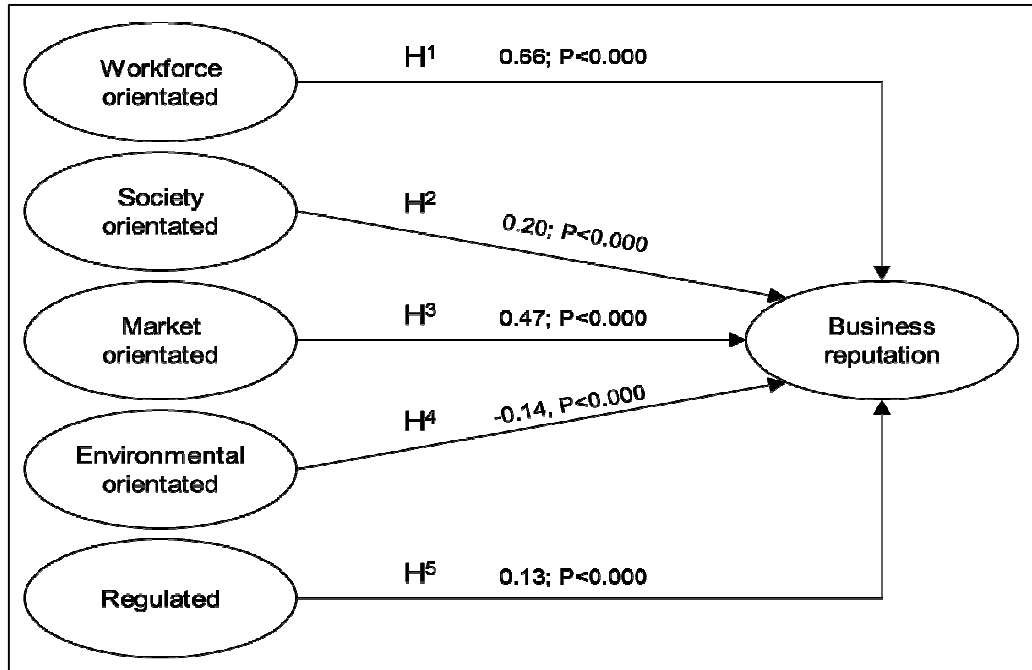 Workforce
orientated
H¹ 0.66; P<0.000
Society
orientated
H² 0.20; P<0.000
Market
orientated
H³ 0.47; P<0.000
Business
reputation
Environmental
orientated
H⁴ -0.14, P<0.000
Regulated
H⁵ 0.13; P<0.000